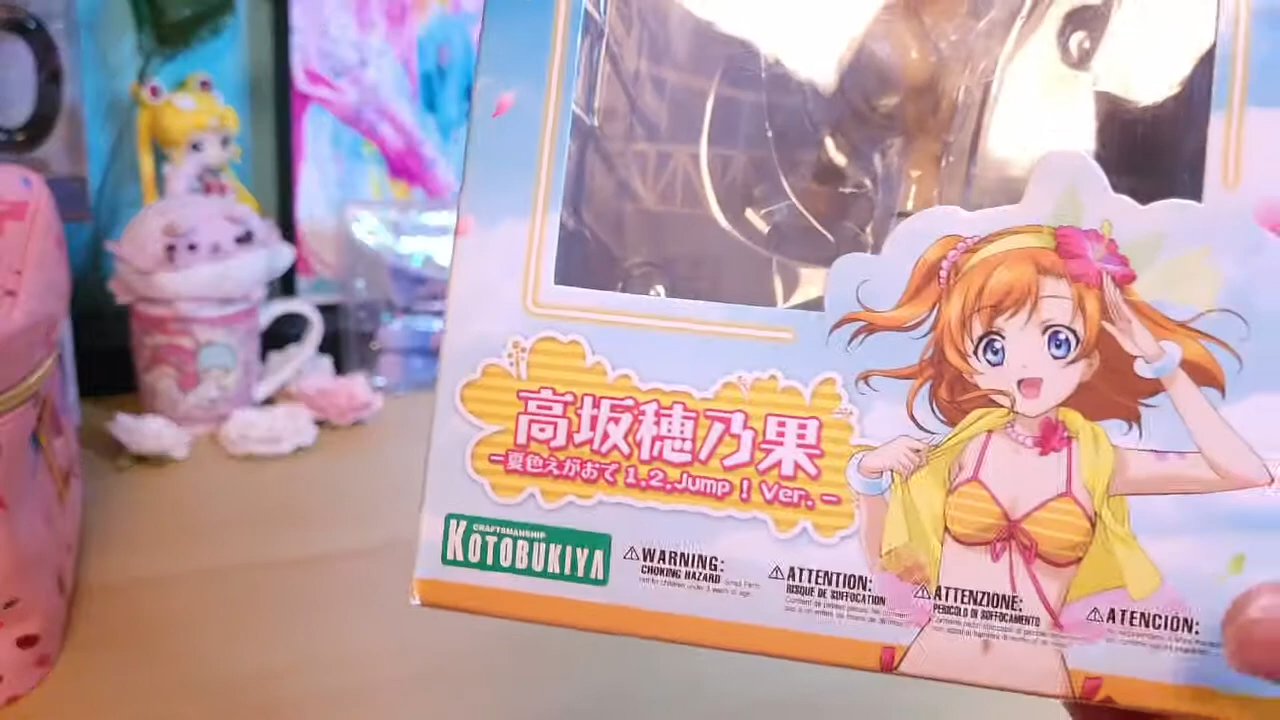 高坂穂乃果
-夏色えがおで1,2,Jump！Ver.-
CRAFTSMANSHIP
KOTOBUKIYA
⚠WARNING:
CHOKING HAZARD
⚠ATTENTION:
RISQUE DE SUFFOCATION
⚠ATTENZIONE:
PERICOLO DI SOFFOCAMENTO
⚠ATENCIÓN: